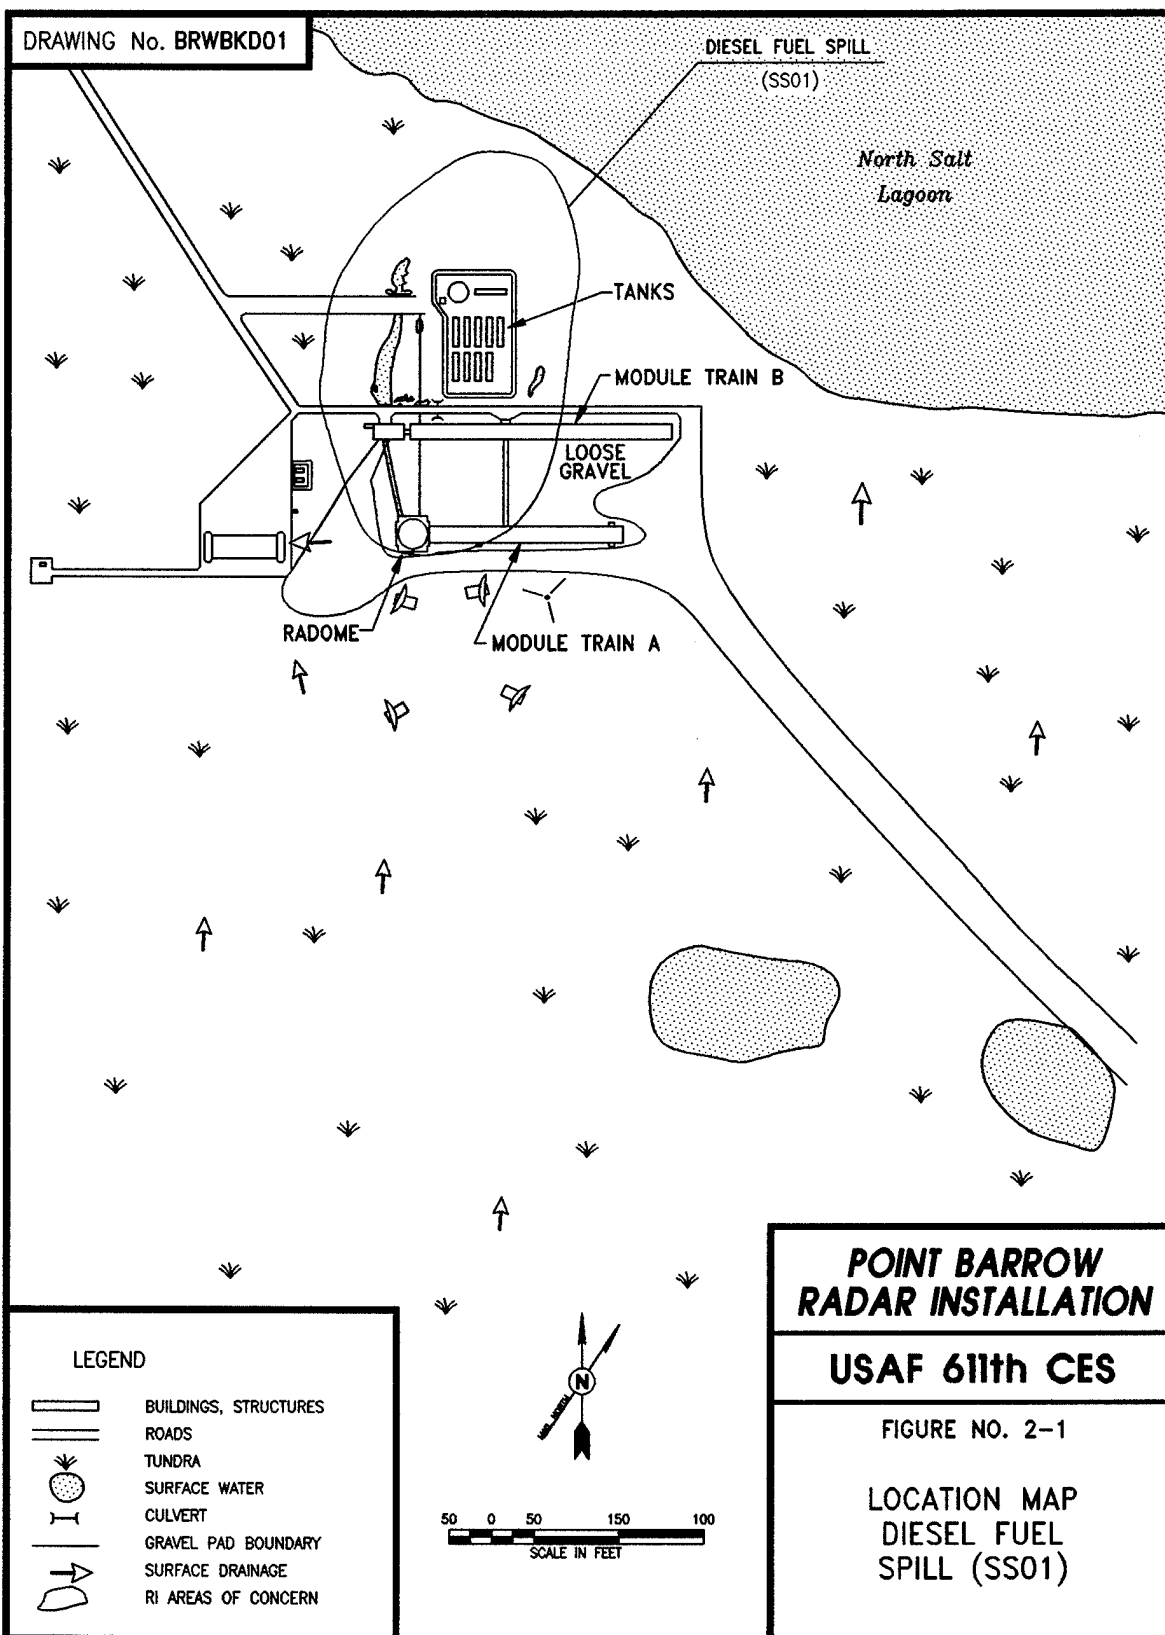 DRAWING No. BRWBKD01
DIESEL FUEL SPILL
(SS01)
North Salt
Lagoon
TANKS
MODULE TRAIN B
LOOSE
GRAVEL
RADOME
MODULE TRAIN A
LEGEND
BUILDINGS, STRUCTURES
ROADS
TUNDRA
SURFACE WATER
CULVERT
GRAVEL PAD BOUNDARY
SURFACE DRAINAGE
RI AREAS OF CONCERN
N
MAG. NORTH
50 0 50 150 100
SCALE IN FEET
POINT BARROW
RADAR INSTALLATION
USAF 611th CES
FIGURE NO. 2-1
LOCATION MAP
DIESEL FUEL
SPILL (SS01)